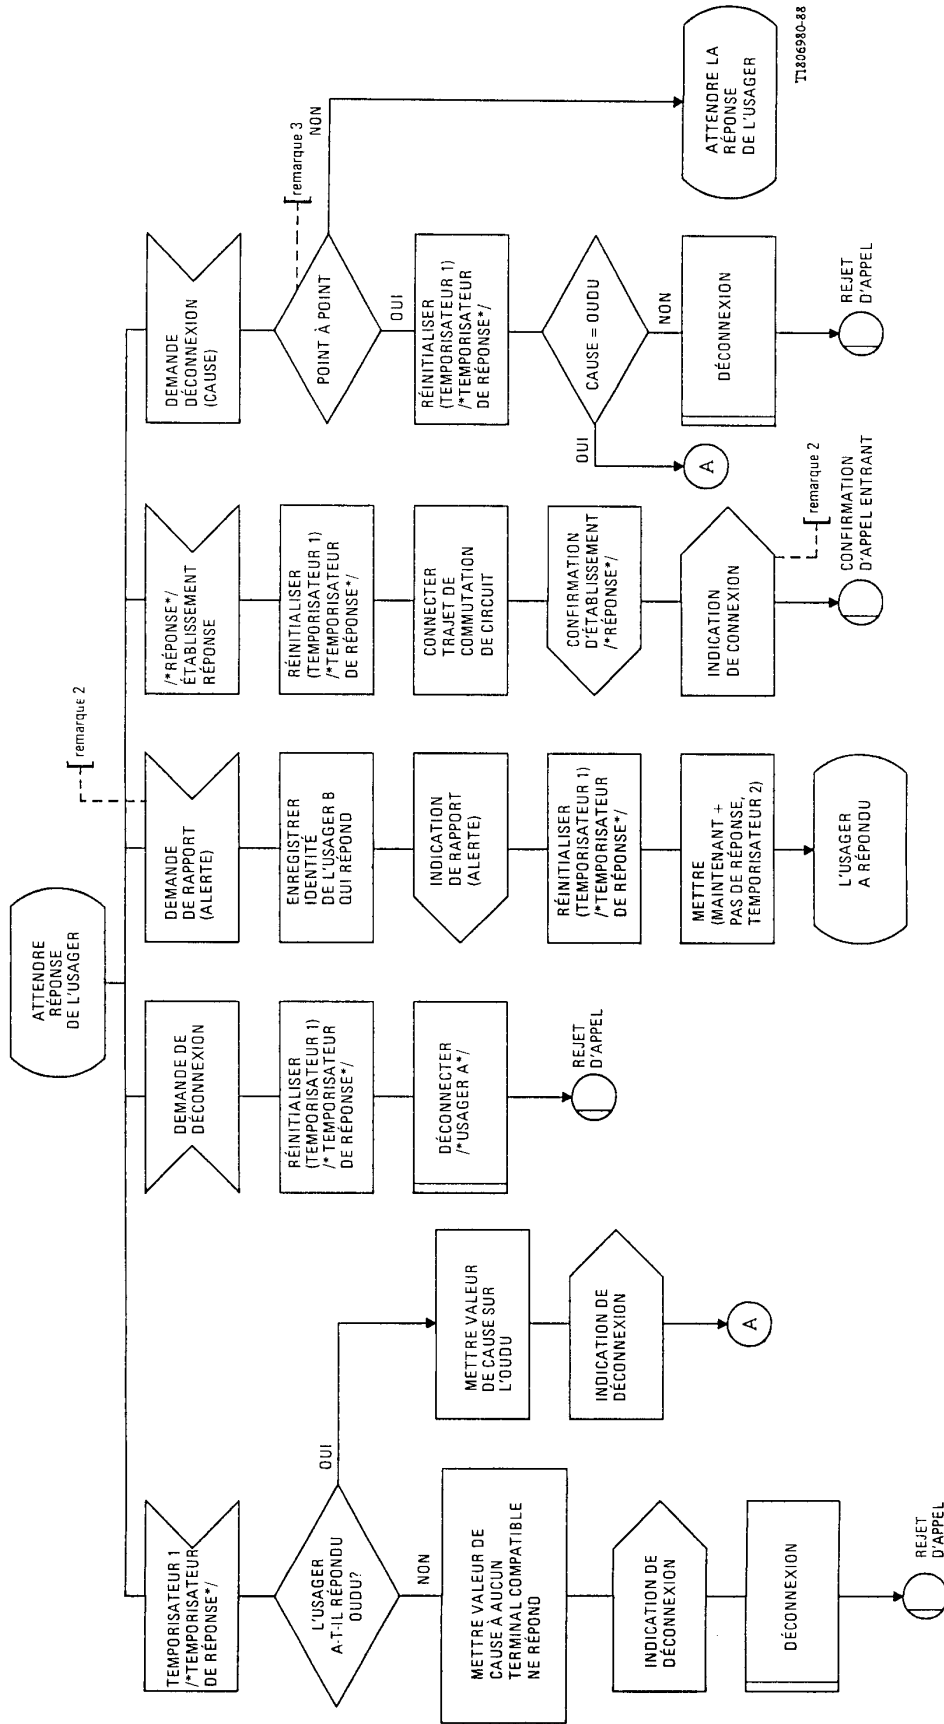 ATTENDRE
RÉPONSE
DE L'USAGER
TEMPORISATEUR 1
/*TEMPORISATEUR
DE RÉPONSE*/
L'USAGER
A-T-IL RÉPONDU
OUDU?
OUI
NON
METTRE VALEUR DE
CAUSE À AUCUN
TERMINAL COMPATIBLE
NE RÉPOND
INDICATION DE
DÉCONNEXION
DÉCONNEXION
REJET
D'APPEL
METTRE VALEUR
DE CAUSE SUR
L'OUDU
INDICATION DE
DÉCONNEXION
A
DEMANDE DE
DÉCONNEXION
RÉINITIALISER
(TEMPORISATEUR 1)
/* TEMPORISATEUR
DE RÉPONSE*/
DÉCONNECTER
/*USAGER A*/
REJET
D'APPEL
remarque 2
DEMANDE
DE RAPPORT
(ALERTE)
ENREGISTRER
IDENTITÉ
DE L'USAGER B
QUI RÉPOND
INDICATION
DE RAPPORT
(ALERTE)
RÉINITIALISER
(TEMPORISATEUR 1)
/*TEMPORISATEUR
DE RÉPONSE*/
METTRE
(MAINTENANT +
PAS DE RÉPONSE,
TEMPORISATEUR 2)
L'USAGER
A RÉPONDU
/*RÉPONSE*/
ÉTABLISSEMENT
RÉPONSE
RÉINITIALISER
(TEMPORISATEUR 1)
/*TEMPORISATEUR
DE RÉPONSE*/
CONNECTER
TRAJET DE
COMMUTATION
DE CIRCUIT
CONFIRMATION
D'ÉTABLISSEMENT
/*RÉPONSE*/
INDICATION
DE CONNEXION
remarque 2
CONFIRMATION
D'APPEL ENTRANT
DEMANDE
DÉCONNEXION
(CAUSE)
POINT À POINT
remarque 3
NON
OUI
RÉINITIALISER
(TEMPORISATEUR 1)
/*TEMPORISATEUR
DE RÉPONSE*/
CAUSE = OUDU
OUI
NON
A
DÉCONNEXION
REJET
D'APPEL
ATTENDRE LA
RÉPONSE
DE L'USAGER
T1806980-88